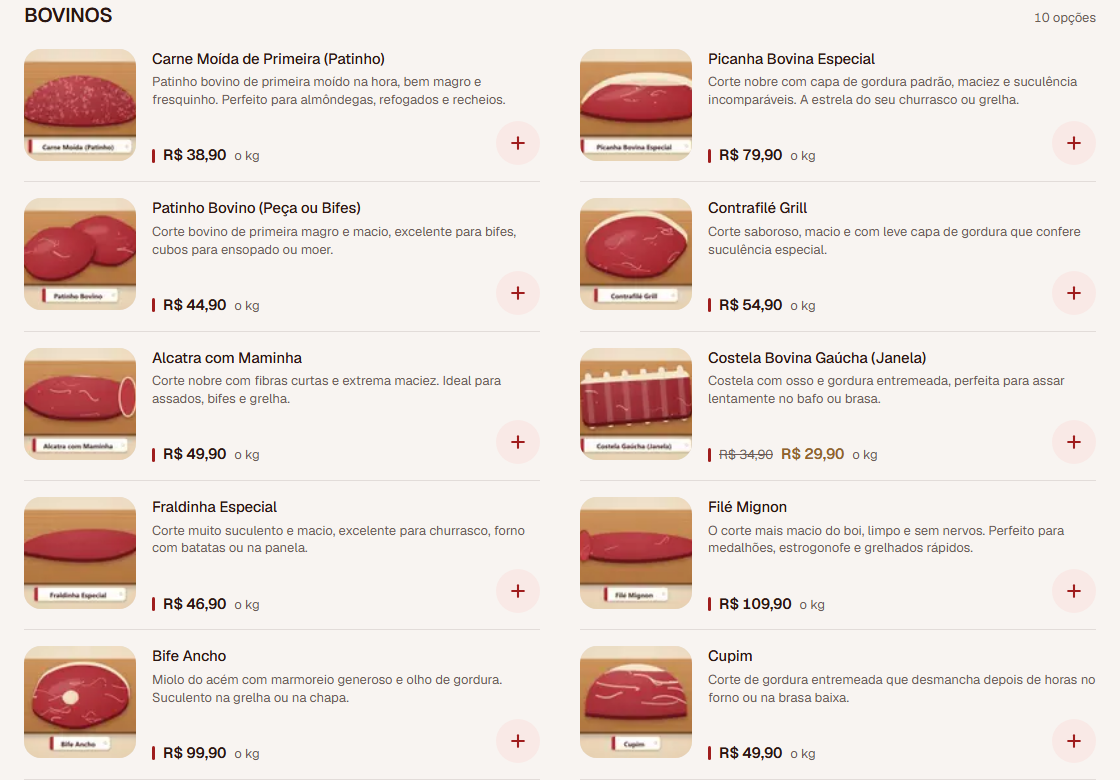 BOVINOS
10 opções
Carne Moída de Primeira (Patinho)
Patinho bovino de primeira moído na hora, bem magro e
fresquinho. Perfeito para almôndegas, refogados e recheios.
Carne Moída (Patinho)
R$ 38,90 o kg
Picanha Bovina Especial
Corte nobre com capa de gordura padrão, maciez e suculência
incomparáveis. A estrela do seu churrasco ou grelha.
Picanha Bovina Especial
R$ 79,90 o kg
Patinho Bovino (Peça ou Bifes)
Corte bovino de primeira magro e macio, excelente para bifes,
cubos para ensopado ou moer.
Patinho Bovino
R$ 44,90 o kg
Contrafilé Grill
Corte saboroso, macio e com leve capa de gordura que confere
suculência especial.
Contrafilé Grill
R$ 54,90 o kg
Alcatra com Maminha
Corte nobre com fibras curtas e extrema maciez. Ideal para
assados, bifes e grelha.
Alcatra com Maminha
R$ 49,90 o kg
Costela Bovina Gaúcha (Janela)
Costela com osso e gordura entremeada, perfeita para assar
lentamente no bafo ou brasa.
Costela Gaúcha (Janela)
R$ 34,90 R$ 29,90 o kg
Fraldinha Especial
Corte muito suculento e macio, excelente para churrasco, forno
com batatas ou na panela.
Fraldinha Especial
R$ 46,90 o kg
Filé Mignon
O corte mais macio do boi, limpo e sem nervos. Perfeito para
medalhões, estrogonofe e grelhados rápidos.
Filé Mignon
R$ 109,90 o kg
Bife Ancho
Miolo do acém com marmoreio generoso e olho de gordura.
Suculento na grelha ou na chapa.
Bife Ancho
R$ 99,90 o kg
Cupim
Corte de gordura entremeada que desmancha depois de horas no
forno ou na brasa baixa.
Cupim
R$ 49,90 o kg